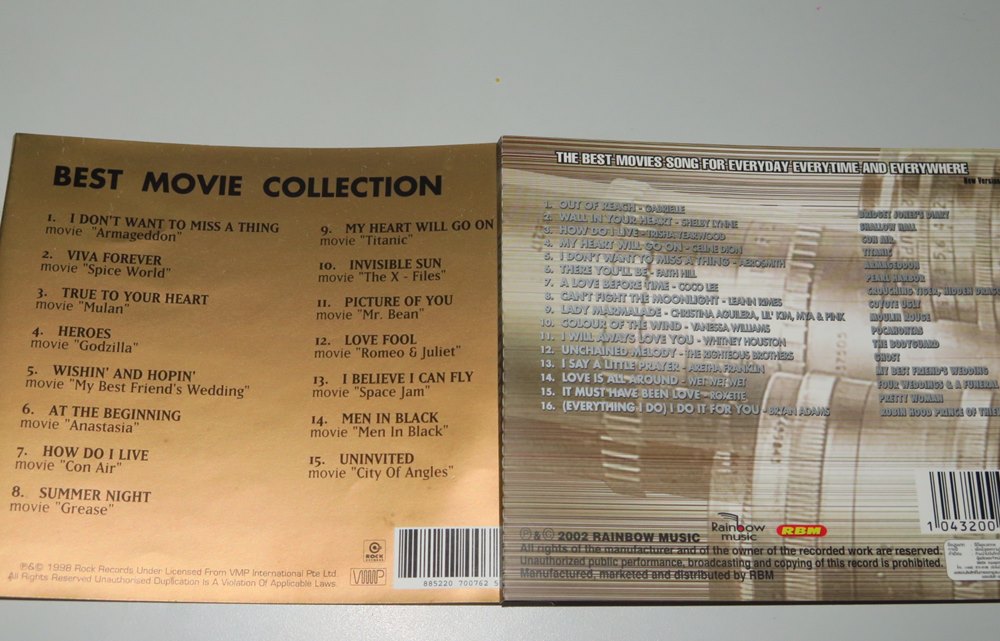 BEST MOVIE COLLECTION
1. I DON'T WANT TO MISS A THING
movie "Armageddon"
2. VIVA FOREVER
movie "Spice World"
3. TRUE TO YOUR HEART
movie "Mulan"
4. HEROES
movie "Godzilla"
5. WISHIN' AND HOPIN'
movie "My Best Friend's Wedding"
6. AT THE BEGINNING
movie "Anastasia"
7. HOW DO I LIVE
movie "Con Air"
8. SUMMER NIGHT
movie "Grease"
9. MY HEART WILL GO ON
movie "Titanic"
10. INVISIBLE SUN
movie "The X - Files"
11. PICTURE OF YOU
movie "Mr. Bean"
12. LOVE FOOL
movie "Romeo & Juliet"
13. I BELIEVE I CAN FLY
movie "Space Jam"
14. MEN IN BLACK
movie "Men In Black"
15. UNINVITED
movie "City Of Angles"
ROCK
VMP
885220 700762 5
℗&© 1998 Rock Records Under Licensed From VMP International Pte Ltd.
All Rights Reserved Unauthorised Duplication Is A Violation Of Applicable Laws.
THE BEST MOVIES SONG FOR EVERYDAY EVERYTIME AND EVERYWHERE
New Version
1. OUT OF REACH - GABRIELLE BRIDGET JONES'S DIARY
2. WALL IN YOUR HEART - SHELBY LYNNE SHALLOW HALL
3. HOW DO I LIVE - TRISHA YEARWOOD CON AIR
4. MY HEART WILL GO ON - CELINE DION TITANIC
5. I DON'T WANT TO MISS A THING - AEROSMITH ARMAGEDDON
6. THERE YOU'LL BE - FAITH HILL PEARL HARBOR
7. A LOVE BEFORE TIME - COCO LEE CROUCHING TIGER, HIDDEN DRAGO
8. CAN'T FIGHT THE MOONLIGHT - LEANN RIMES COYOTE UGLY
9. LADY MARMALADE - CHRISTINA AGUILERA, LIL' KIM, MYA & PINK MOULIN ROUGE
10. COLOUR OF THE WIND - VANESSA WILLIAMS POCAHONTAS
11. I WILL AWAYS LOVE YOU - WHITNEY HOUSTON THE BODYGUARD
12. UNCHAINED MELODY - THE RIGHTEOUS BROTHERS GHOST
13. I SAY A LITTLE PRAYER - ARETHA FRANKLIN MY BEST FRIEND'S WEDDING
14. LOVE IS ALL AROUND - WET WET WET FOUR WEDDINGS & A FUNERAL
15. IT MUST HAVE BEEN LOVE - ROXETTE PRETTY WOMAN
16. (EVERYTHING I DO) I DO IT FOR YOU - BRYAN ADAMS ROBIN HOOD PRINCE OF THIE
Rainbow music
RBM
1 043200
℗ & © 2002 RAINBOW MUSIC
All rights of the manufacturer and of the owner of the recorded work are reserved.
Unauthorized public performance, broadcasting and copying of this record is prohibited.
Manufactured, marketed and distributed by RBM